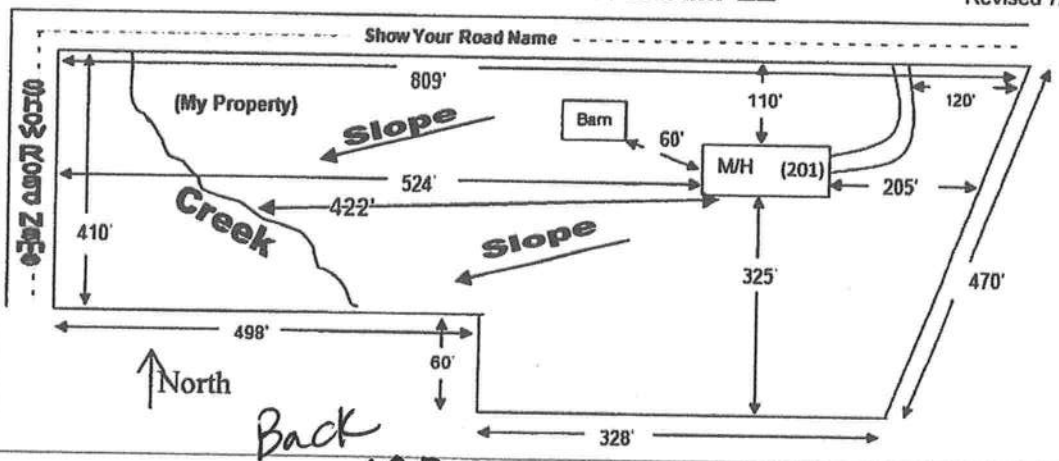 Revised
Show Your Road Name
Show Road Name
809'
(My Property)
110'
120'
Slope
Barn
60'
M/H (201)
524'
205'
422'
Creek
410'
Slope
325'
470'
498'
60'
North
Back
328'